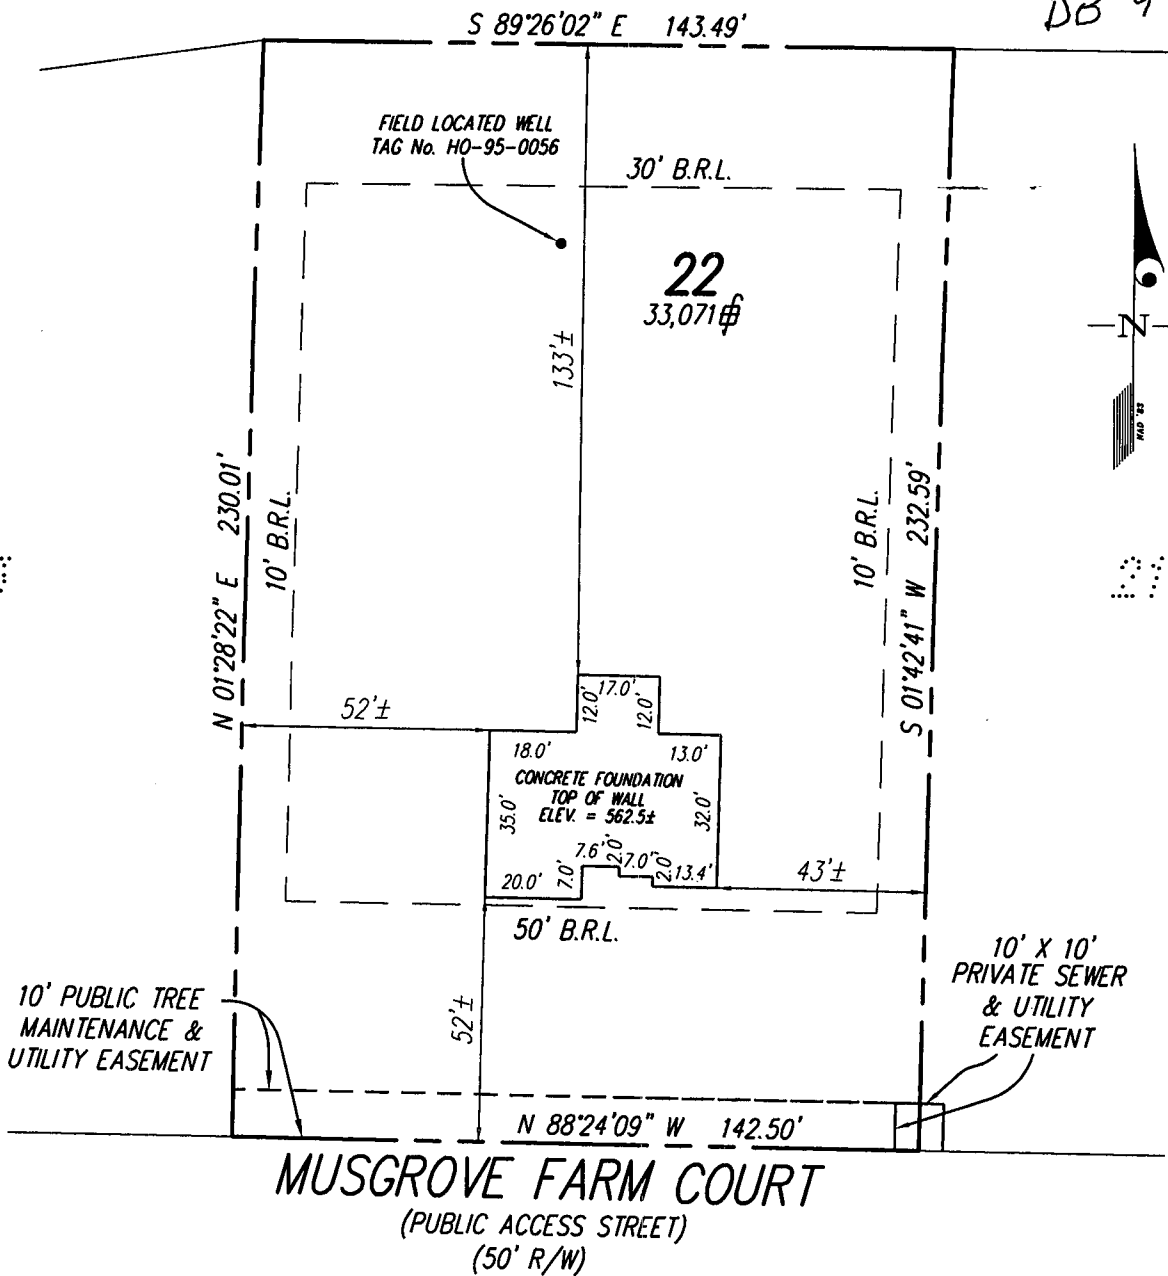 DB 9
S 89°26'02" E 143.49'
FIELD LOCATED WELL
TAG No. HO-95-0056
30' B.R.L.
22
33,071
133'±
N
NAD '83
N 01°28'22" E 230.01'
10' B.R.L.
10' B.R.L.
S 01°42'41" W 232.59'
21
52'±
12.0'
17.0'
12.0'
18.0'
13.0'
CONCRETE FOUNDATION
TOP OF WALL
ELEV. = 562.5±
35.0'
32.0'
7.6'
2.0'
7.0'
2.0'
13.4'
20.0'
7.0'
43'±
50' B.R.L.
52'±
10' PUBLIC TREE
MAINTENANCE &
UTILITY EASEMENT
10' X 10'
PRIVATE SEWER
& UTILITY
EASEMENT
N 88°24'09" W 142.50'
MUSGROVE FARM COURT
(PUBLIC ACCESS STREET)
(50' R/W)